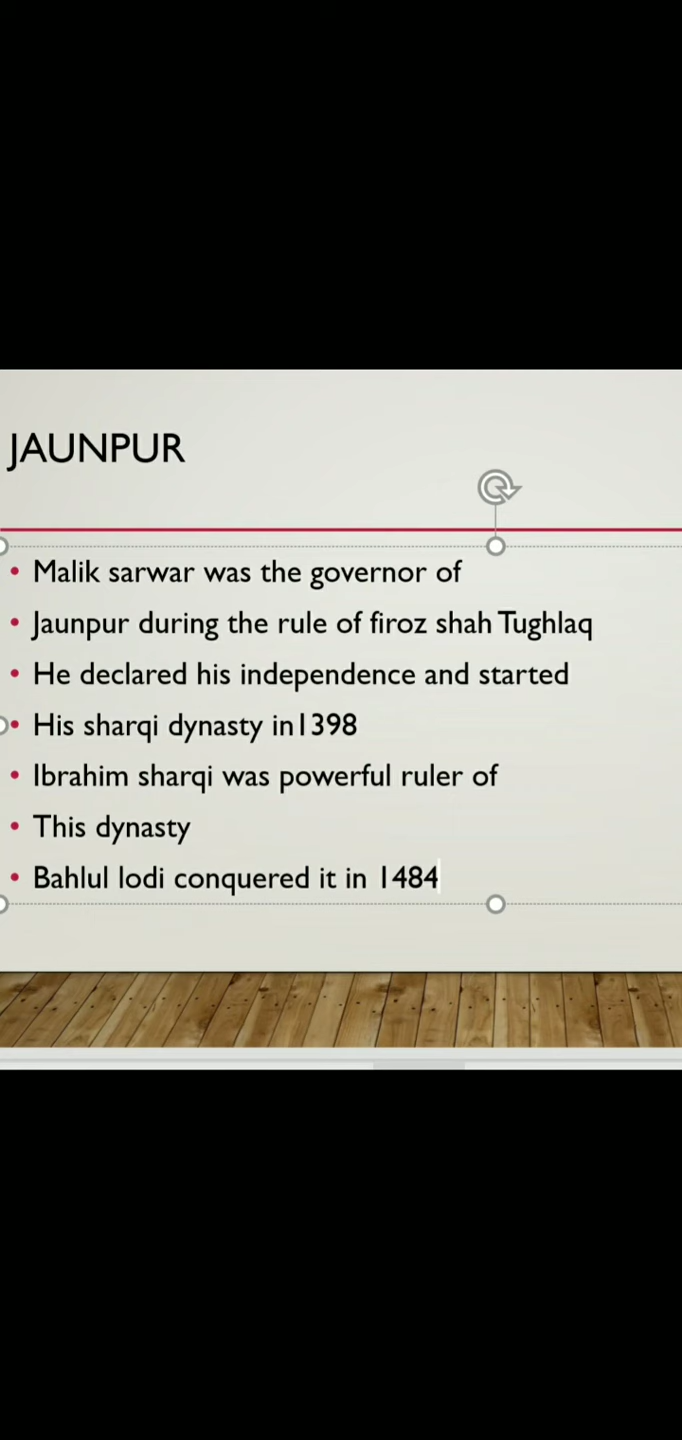 JAUNPUR
• Malik sarwar was the governor of
• Jaunpur during the rule of firoz shah Tughlaq
• He declared his independence and started
• His sharqi dynasty in1398
• Ibrahim sharqi was powerful ruler of
• This dynasty
• Bahlul lodi conquered it in 1484